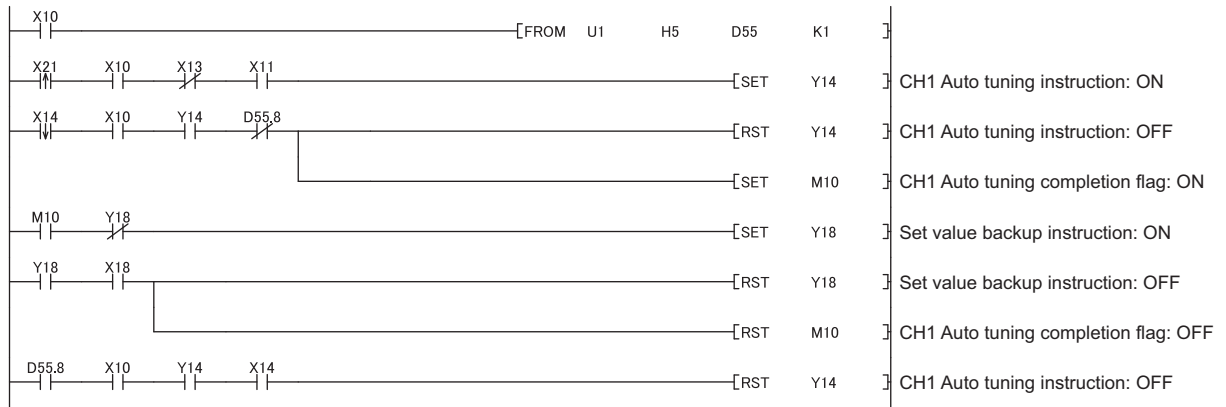 X10
[FROM U1 H5 D55 K1 ]
X21 X10 X13 X11
[SET Y14 ] CH1 Auto tuning instruction: ON
X14 X10 Y14 D55.8
[RST Y14 ] CH1 Auto tuning instruction: OFF
[SET M10 ] CH1 Auto tuning completion flag: ON
M10 Y18
[SET Y18 ] Set value backup instruction: ON
Y18 X18
[RST Y18 ] Set value backup instruction: OFF
[RST M10 ] CH1 Auto tuning completion flag: OFF
D55.8 X10 Y14 X14
[RST Y14 ] CH1 Auto tuning instruction: OFF